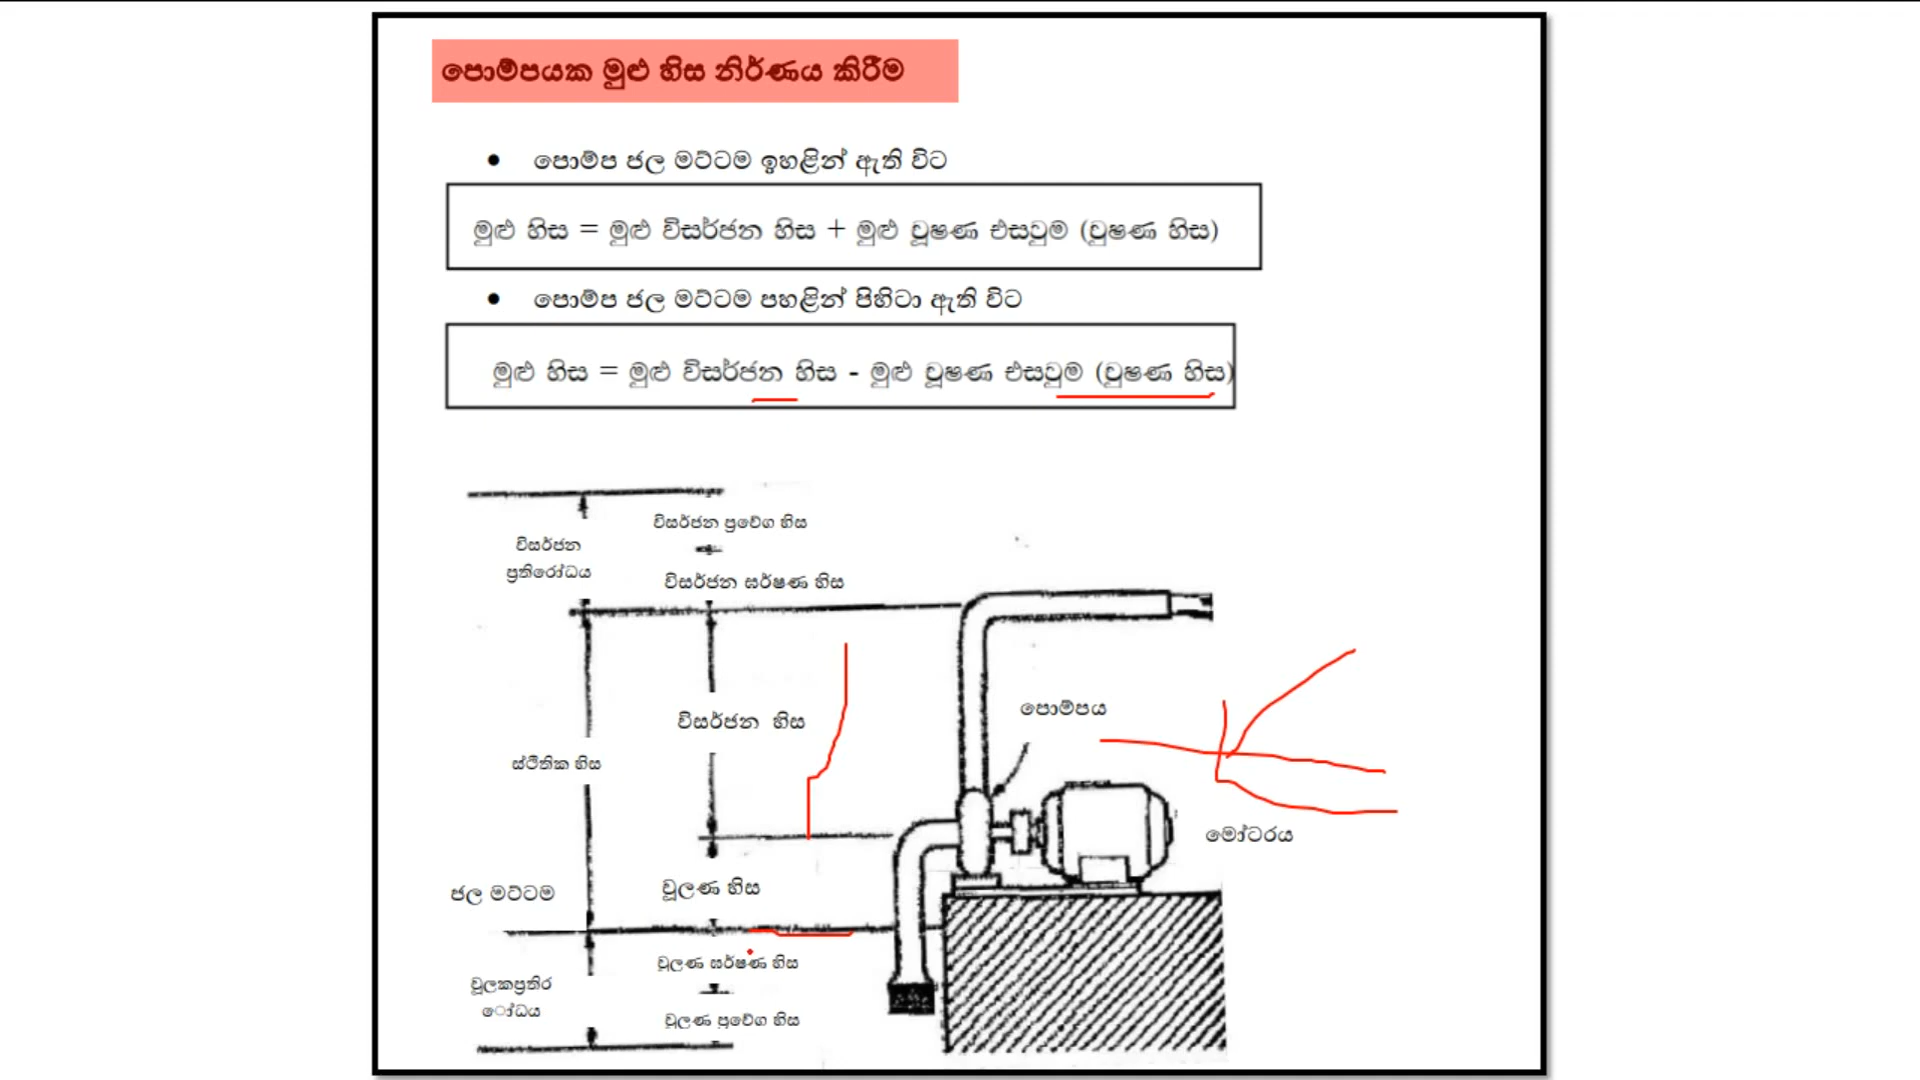 පොම්පයක මුළු හිස නිර්ණය කිරීම
• පොම්ප ජල මට්ටම ඉහළින් ඇති විට
මුළු හිස = මුළු විසර්ජන හිස + මුළු චූෂණ එසවුම (චුෂණ හිස)
• පොම්ප ජල මට්ටම පහළින් පිහිටා ඇති විට
මුළු හිස = මුළු විසර්ජන හිස - මුළු චූෂණ එසවුම (චුෂණ හිස)
විසර්ජන ප්‍රවේග හිස
විසර්ජන
ප්‍රතිරෝධය
විසර්ජන ඝර්ෂණ හිස
පොම්පය
විසර්ජන හිස
ස්ථිතික හිස
මෝටරය
ජල මට්ටම
චූලණ හිස
චූලණ ඝර්ෂණ හිස
චූලකප්‍රතිර
ෝධය
චූලණ ප්‍රවේග හිස